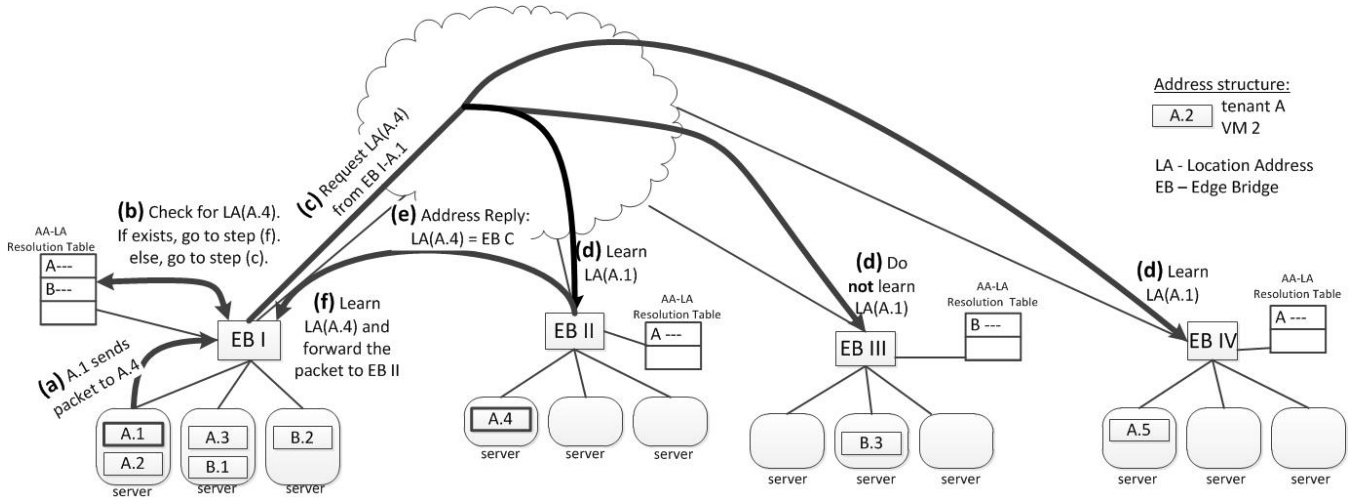 Address structure:
A.2
tenant A
VM 2
LA - Location Address
EB – Edge Bridge
(c) Request LA(A.4)
from EB I-A.1
(b) Check for LA(A.4).
If exists, go to step (f).
else, go to step (c).
(e) Address Reply:
LA(A.4) = EB C
AA-LA
Resolution Table
A---
B---
(d) Learn
LA(A.1)
(d) Do
not learn
LA(A.1)
(d) Learn
LA(A.1)
(f) Learn
LA(A.4) and
forward the
packet to EB II
AA-LA
Resolution Table
A ---
AA-LA
Resolution Table
B ---
AA-LA
Resolution Table
A ---
EB I
EB II
EB III
EB IV
(a) A.1 sends
packet to A.4
A.1
A.2
server
A.3
B.1
server
B.2
server
A.4
server
server
server
server
B.3
server
server
A.5
server
server
server